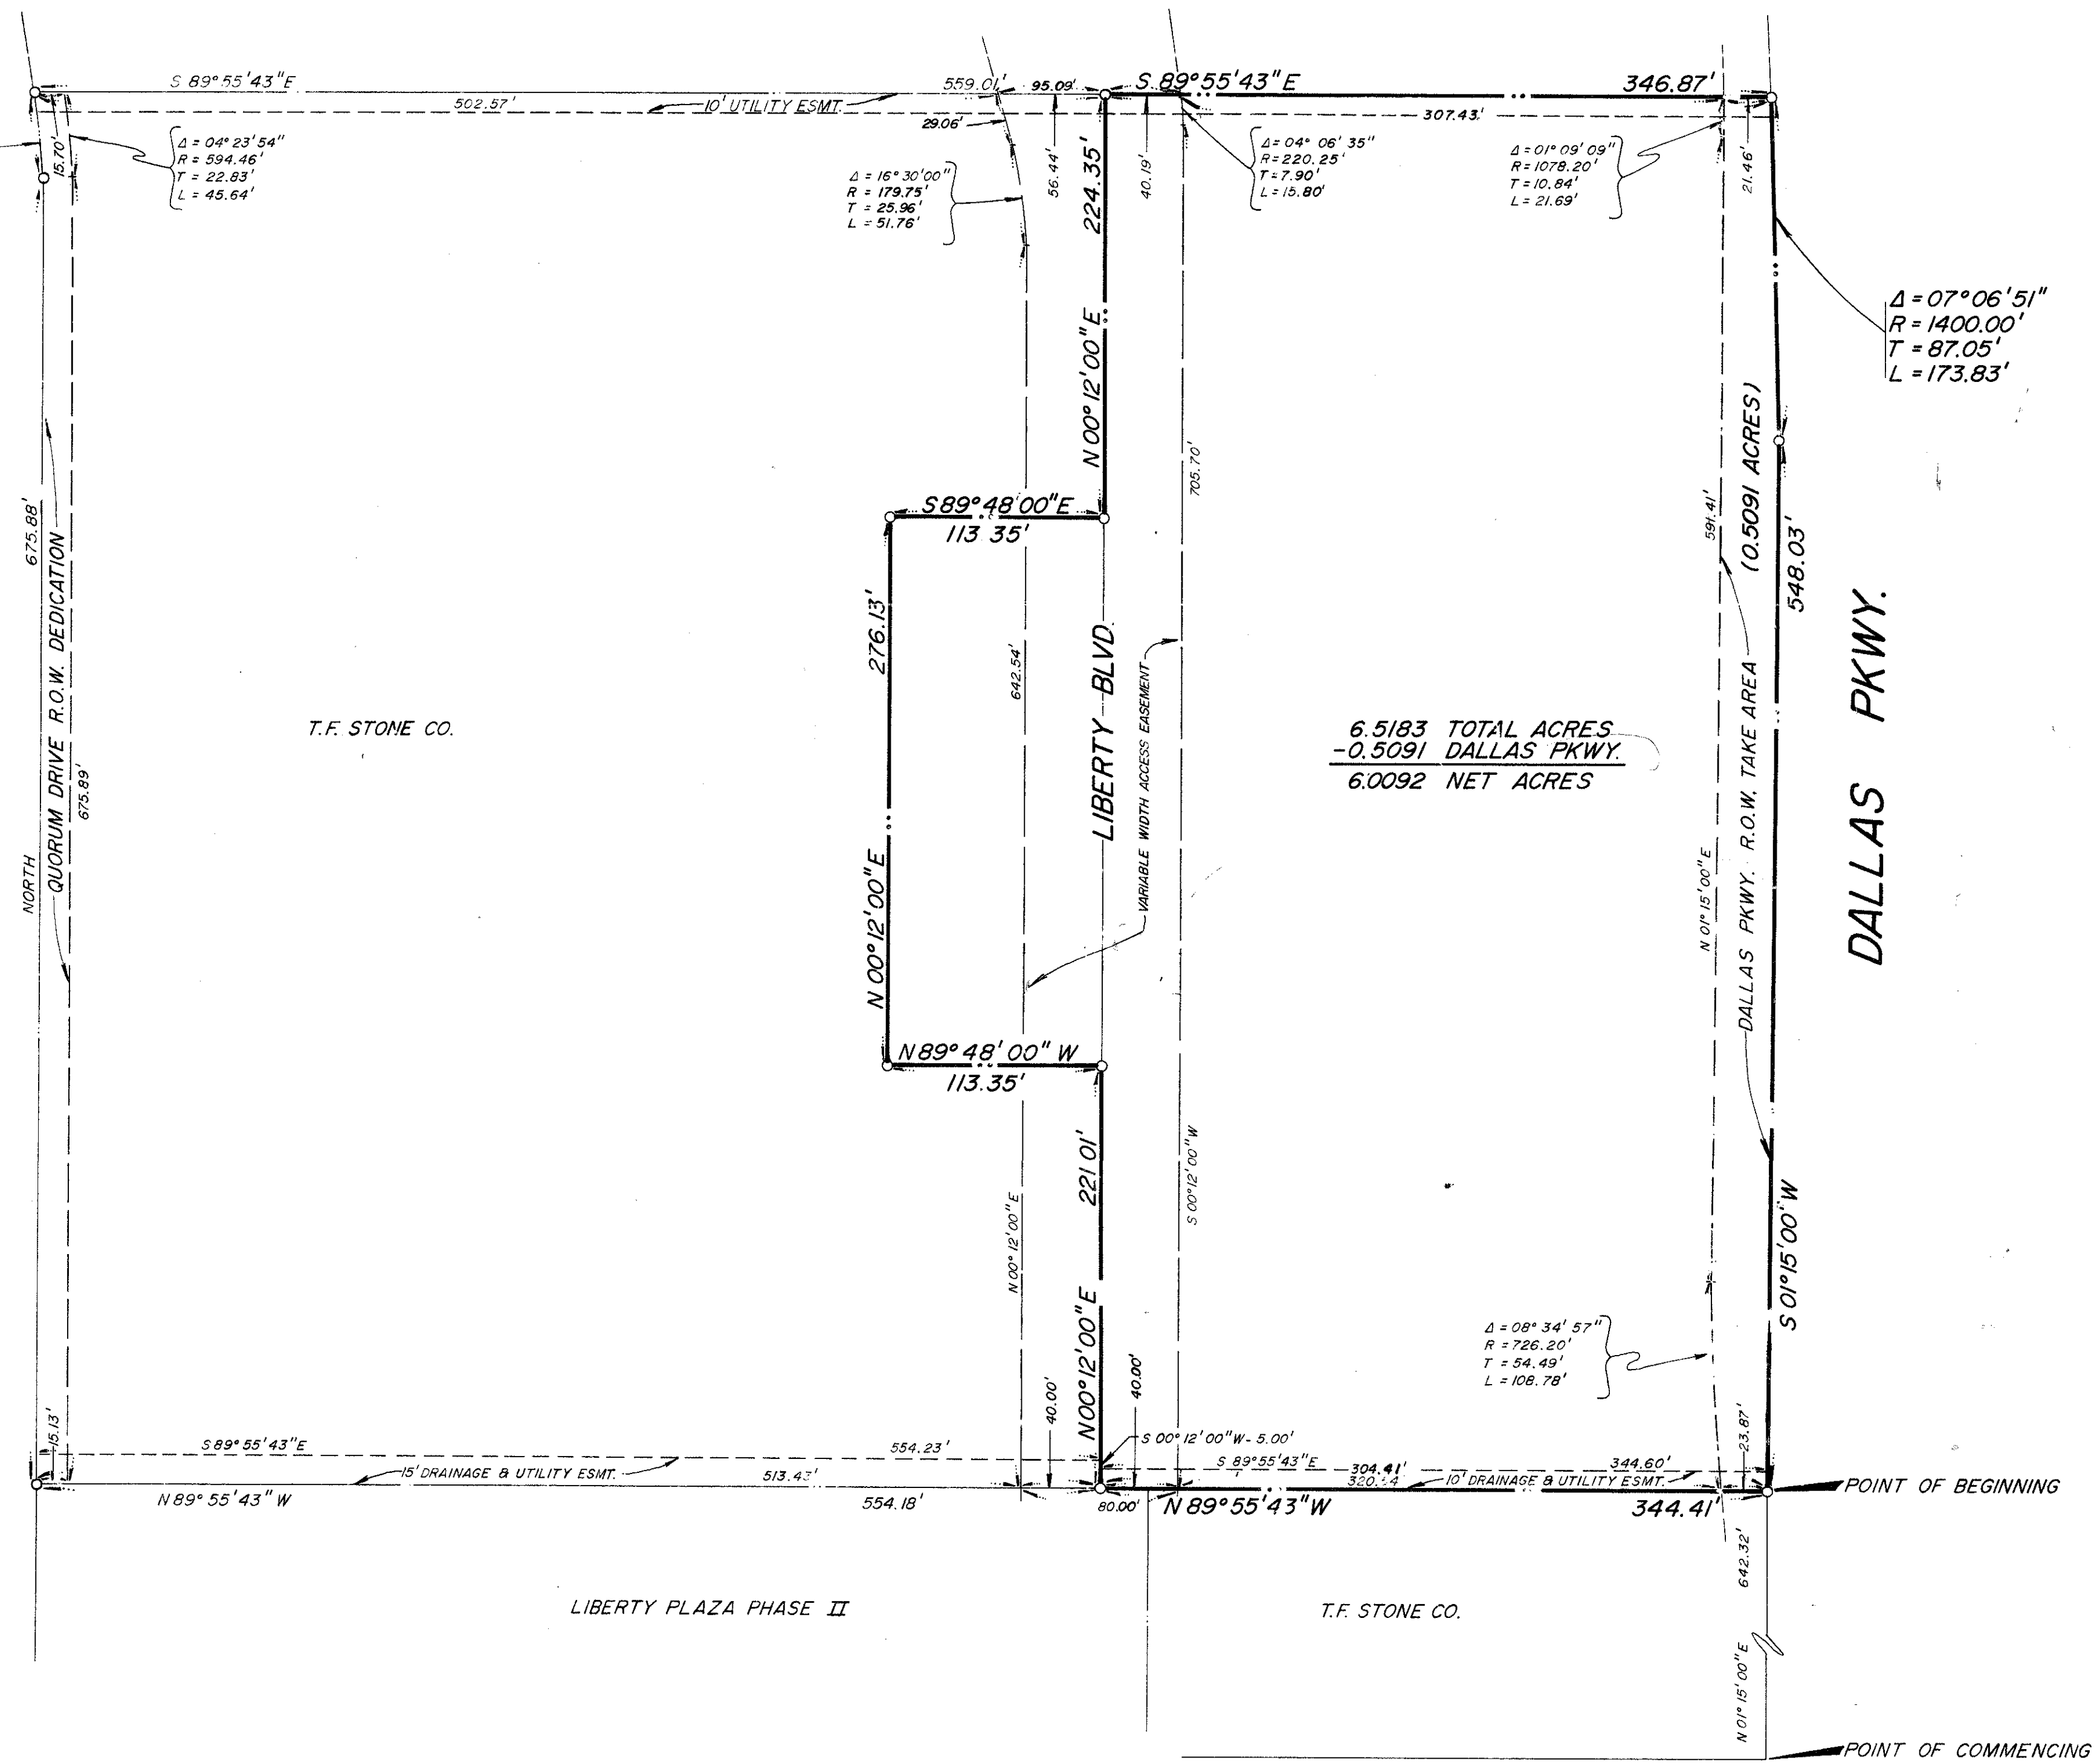 S 89°55'43"E
559.01'
95.09'
S 89°55'43"E
346.87'
502.57'
10' UTILITY ESMT.
29.06'
307.43'
15.70'
Δ = 04° 23' 54"
R = 594.46'
T = 22.83'
L = 45.64'
Δ = 16° 30' 00"
R = 179.75'
T = 25.96'
L = 51.76'
56.44'
224.35'
N 00°12'00"E
40.19'
Δ = 04° 06' 35"
R = 220.25'
T = 7.90'
L = 15.80'
Δ = 01° 09' 09"
R = 1078.20'
T = 10.84'
L = 21.69'
21.46'
Δ = 07°06'51"
R = 1400.00'
T = 87.05'
L = 173.83'
705.70'
(0.5091 ACRES)
591.41'
548.03'
675.88'
NORTH
QUORUM DRIVE R.O.W. DEDICATION
675.89'
S 89°48'00"E
113.35'
276.13'
N 00°12'00"E
642.54'
LIBERTY BLVD.
VARIABLE WIDTH ACCESS EASEMENT
T.F. STONE CO.
6.5183 TOTAL ACRES
-0.5091 DALLAS PKWY.
6.0092 NET ACRES
N 01°15'00"E
DALLAS PKWY. R.O.W. TAKE AREA
DALLAS PKWY.
N 89°48'00" W
113.35'
221.01'
N 00°12'00"E
N 00°12'00"E
S 00°12'00"W
S 01°15'00"W
40.00'
40.00'
Δ = 08° 34' 57"
R = 726.20'
T = 54.49'
L = 108.78'
23.87'
15.13'
S 89°55'43"E
554.23'
S 00°12'00"W - 5.00'
S 89°55'43"E
304.41'
344.60'
15' DRAINAGE & UTILITY ESMT.
513.43'
10' DRAINAGE & UTILITY ESMT.
N 89°55'43"W
554.18'
80.00'
N 89°55'43"W
344.41'
POINT OF BEGINNING
642.32'
LIBERTY PLAZA PHASE II
T.F. STONE CO.
N 01°15'00"E
POINT OF COMMENCING